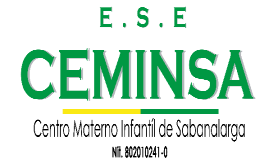 E . S . E
CEMINSA
Centro Materno Infantil de Sabanalarga
Nit. 802010241-0